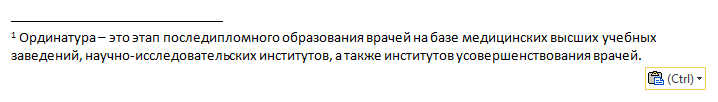 1 Ординатура – это этап последипломного образования врачей на базе медицинских высших учебных
заведений, научно-исследовательских институтов, а также институтов усовершенствования врачей.
(Ctrl)